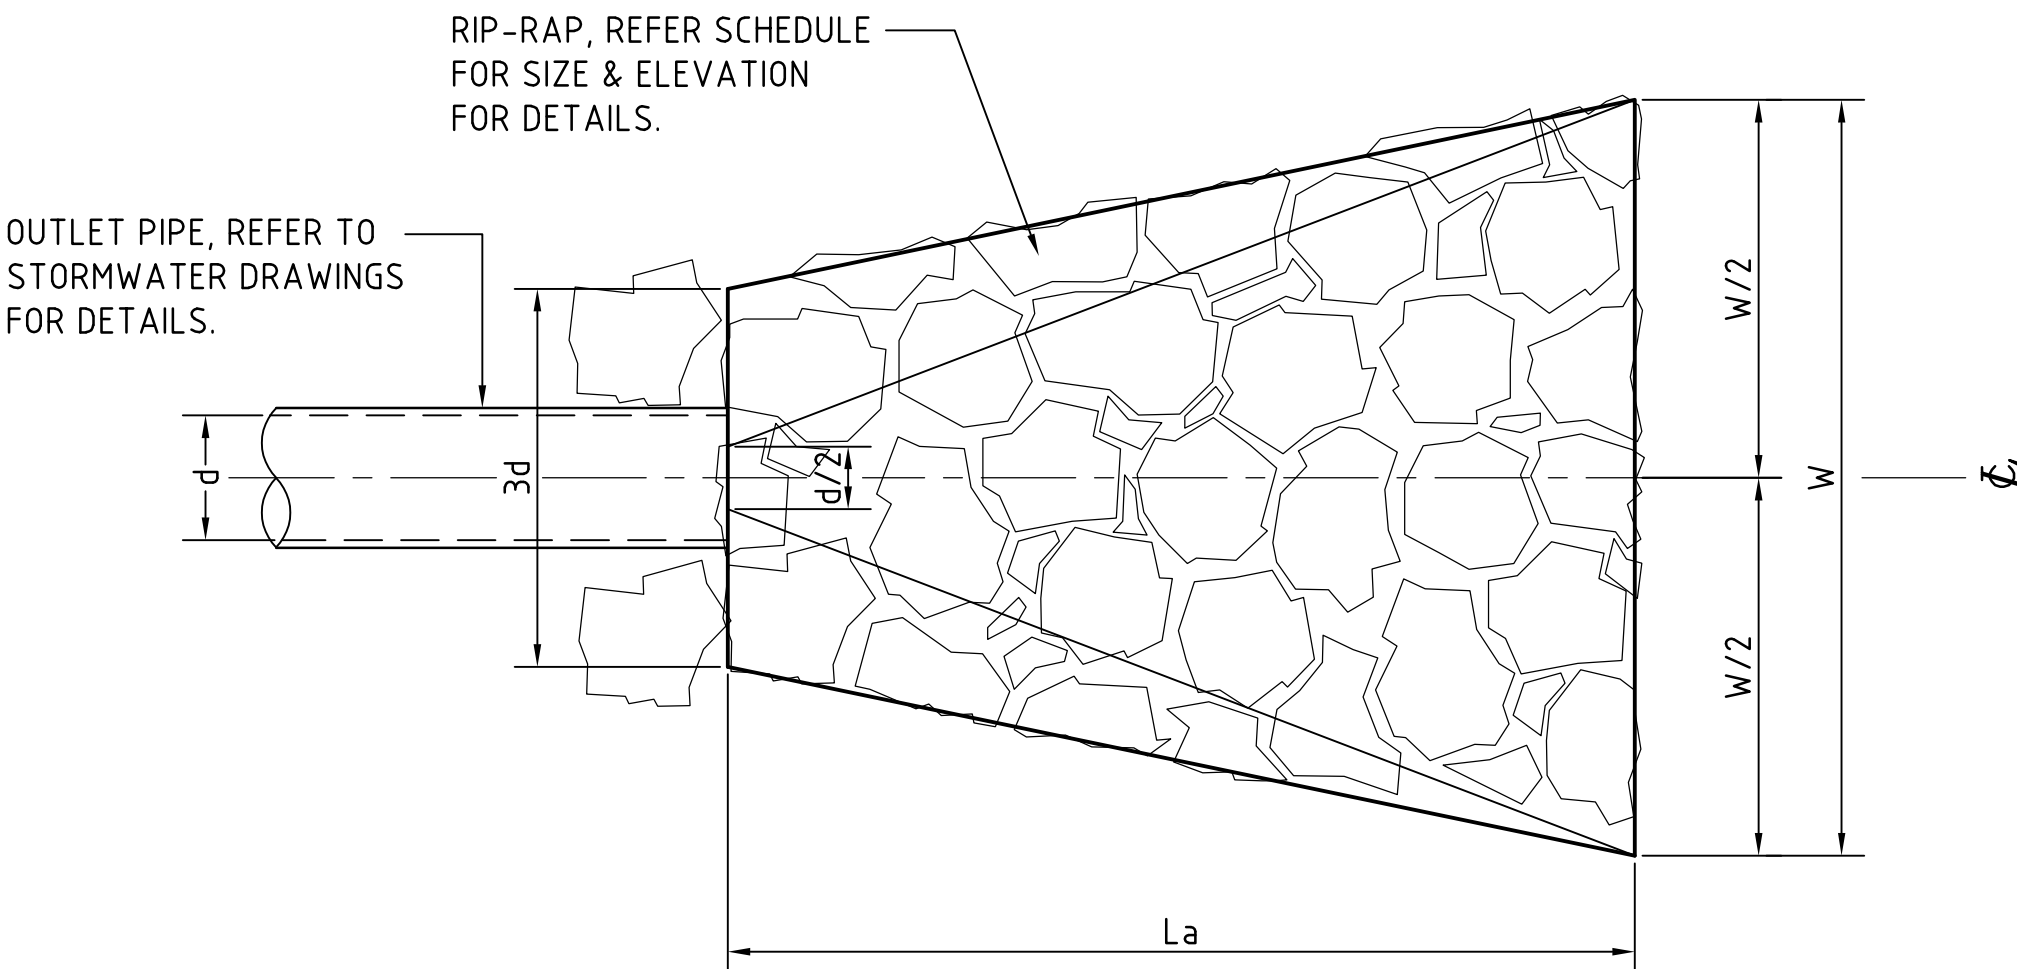 RIP-RAP, REFER SCHEDULE
FOR SIZE & ELEVATION
FOR DETAILS.
OUTLET PIPE, REFER TO
STORMWATER DRAWINGS
FOR DETAILS.
W/2
d
3d
d/2
W
℄
W/2
La